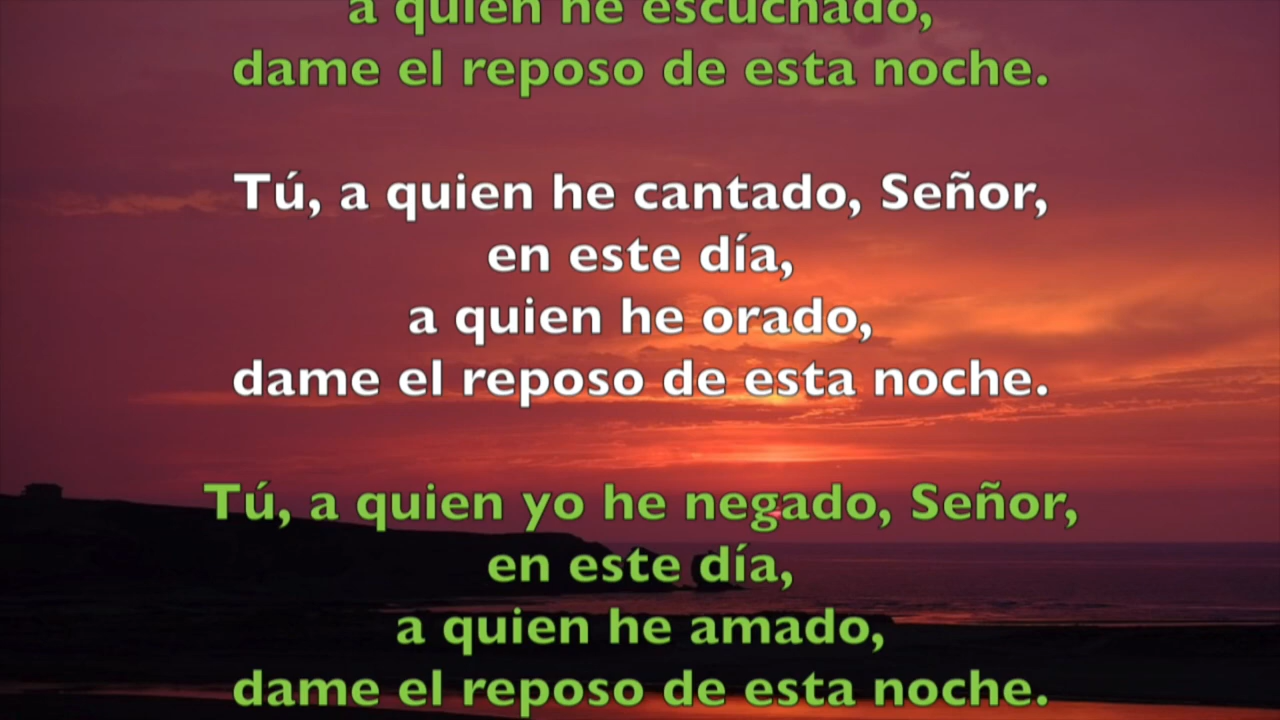 a quien he escuchado,
dame el reposo de esta noche.
Tú, a quien he cantado, Señor,
en este día,
a quien he orado,
dame el reposo de esta noche.
Tú, a quien yo he negado, Señor,
en este día,
a quien he amado,
dame el reposo de esta noche.